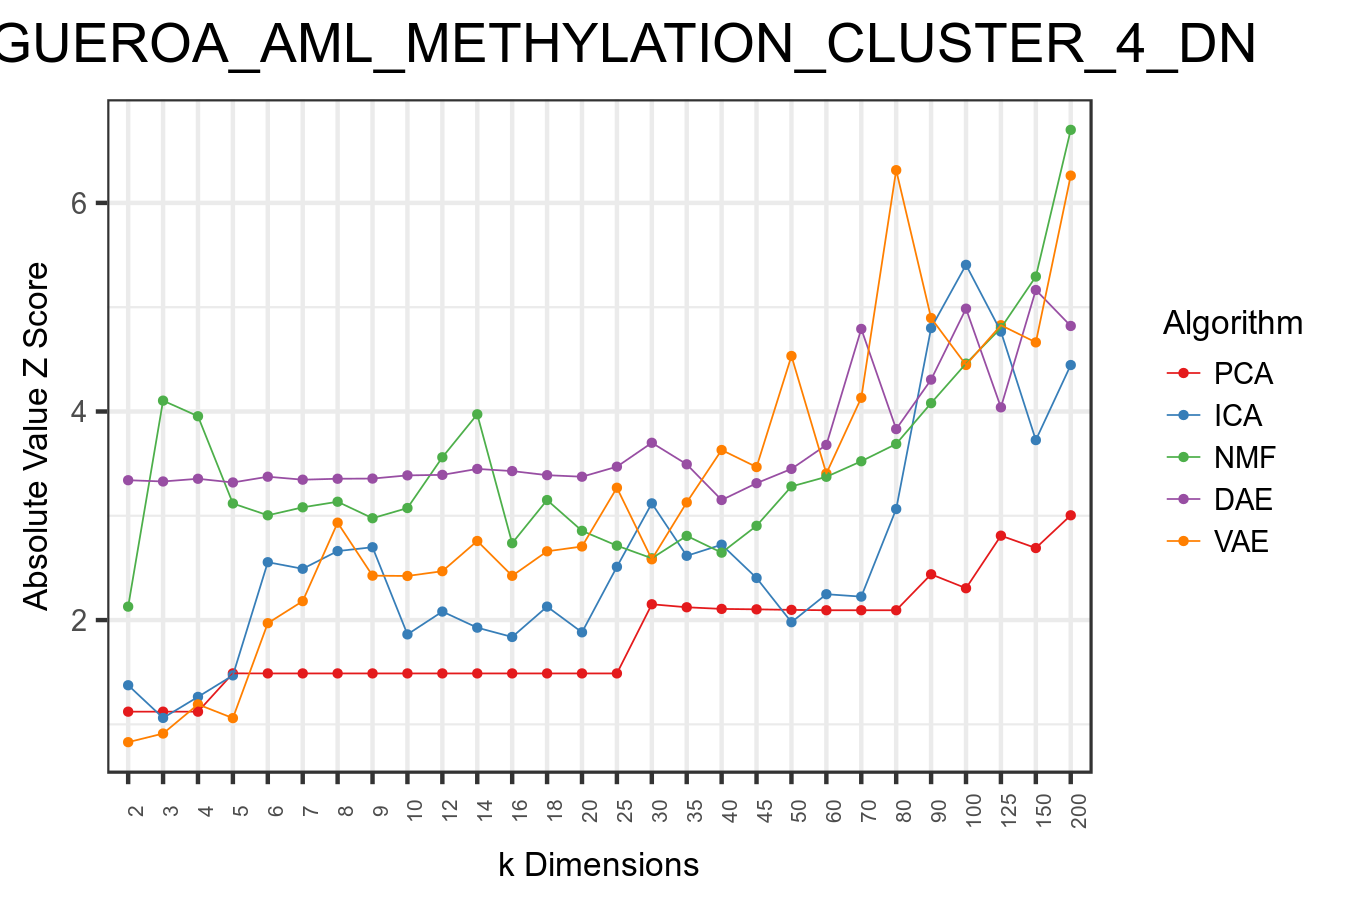 GUEROA_AML_METHYLATION_CLUSTER_4_DN
Absolute Value Z Score
6
4
2
2 3 4 5 6 7 8 9 10 12 14 16 18 20 25 30 35 40 45 50 60 70 80 90 100 125 150 200
k Dimensions
Algorithm
PCA
ICA
NMF
DAE
VAE